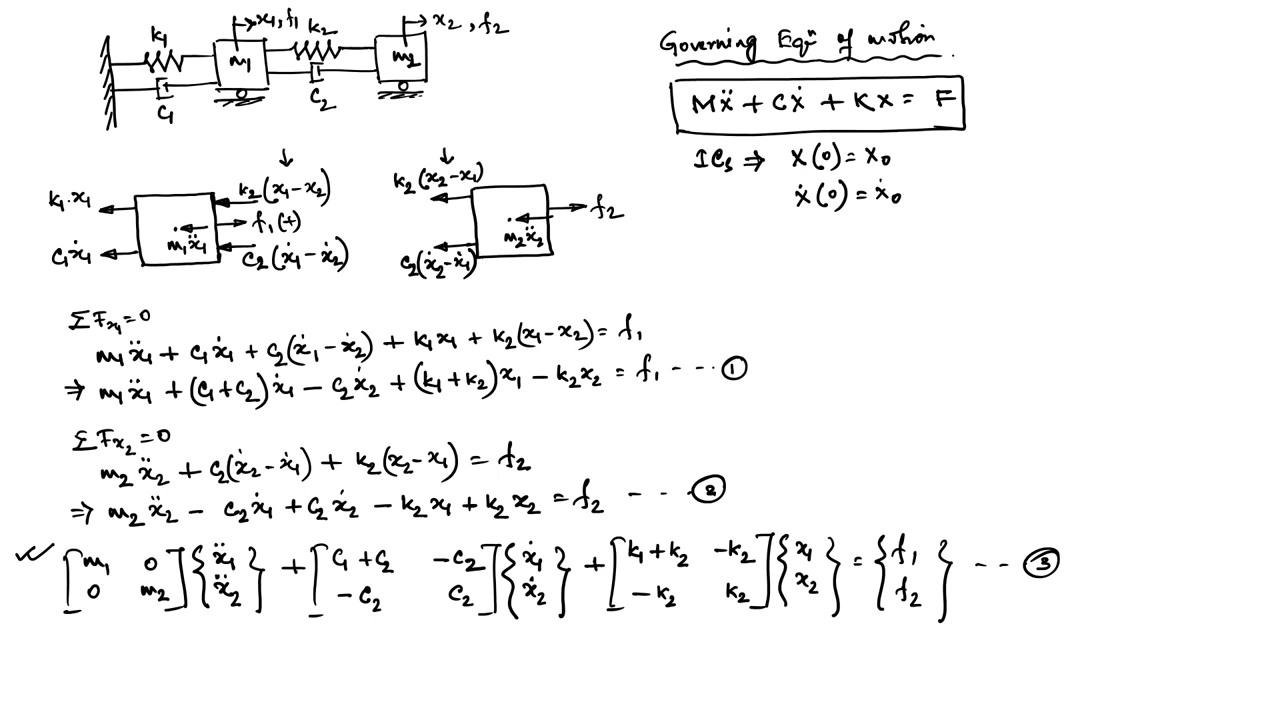 k₁ x₁, f₁ k₂ x₂, f₂
m₁ m₂
C₁ C₂
Governing Eqⁿ of motion.
MẌ + CẊ + KX = F
ICs ⇒ X(0) = X₀
Ẋ(0) = Ẋ₀
k₁·x₁ k₂(x₁-x₂)
f₁(+)
m₁ẍ₁
C₁ẋ₁ C₂(ẋ₁-ẋ₂)
k₂(x₂-x₁)
f₂
m₂ẍ₂
C₂(ẋ₂-ẋ₁)
ΣFx₁=0
m₁ẍ₁ + C₁ẋ₁ + C₂(ẋ₁-ẋ₂) + k₁x₁ + k₂(x₁-x₂) = f₁
⇒ m₁ẍ₁ + (C₁+C₂)ẋ₁ - C₂ẋ₂ + (k₁+k₂)x₁ - k₂x₂ = f₁ - - - ①
ΣFx₂=0
m₂ẍ₂ + C₂(ẋ₂-ẋ₁) + k₂(x₂-x₁) = f₂
⇒ m₂ẍ₂ - C₂ẋ₁ + C₂ẋ₂ - k₂x₁ + k₂x₂ = f₂ - - - ②
[m₁ 0] {ẍ₁} + [C₁+C₂ -C₂] {ẋ₁} + [k₁+k₂ -k₂] {x₁} = {f₁} - - - ③
[0 m₂] {ẍ₂} [-C₂ C₂] {ẋ₂} [-k₂ k₂] {x₂} {f₂}